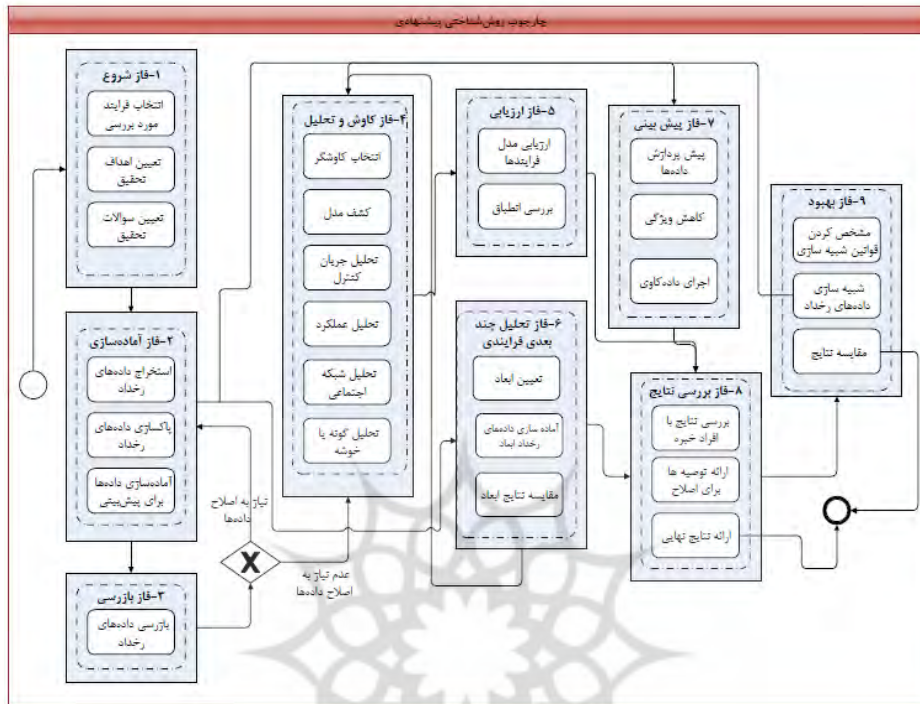 چارچوب روش‌شناختی پیشنهادی
۱-فاز شروع
انتخاب فرایند
مورد بررسی
تعیین اهداف
تحقیق
تعیین سوالات
تحقیق
۲-فاز آماده‌سازی
استخراج داده‌های
رخداد
پاکسازی داده‌های
رخداد
آماده‌سازی داده‌ها
برای پیش‌بینی
۳-فاز بازرسی
بازرسی داده‌های
رخداد
نیاز به اصلاح
داده‌ها
عدم نیاز به
اصلاح داده‌ها
۴-فاز کاوش و تحلیل
انتخاب کاوشگر
کشف مدل
تحلیل جریان
کنترل
تحلیل عملکرد
تحلیل شبکه
اجتماعی
تحلیل گونه یا
خوشه
۵-فاز ارزیابی
ارزیابی مدل
فرایندها
بررسی انطباق
۶-فاز تحلیل چند
بعدی فرایندی
تعیین ابعاد
آماده سازی داده‌های
رخداد ابعاد
مقایسه نتایج ابعاد
۷-فاز پیش بینی
پیش پردازش
داده‌ها
کاهش ویژگی
اجرای داده‌کاوی
۸-فاز بررسی نتایج
بررسی نتایج با
افراد خبره
ارائه توصیه ها
برای اصلاح
ارائه نتایج نهایی
۹-فاز بهبود
مشخص کردن
قوانین شبیه سازی
شبیه سازی
داده‌های رخداد
مقایسه نتایج